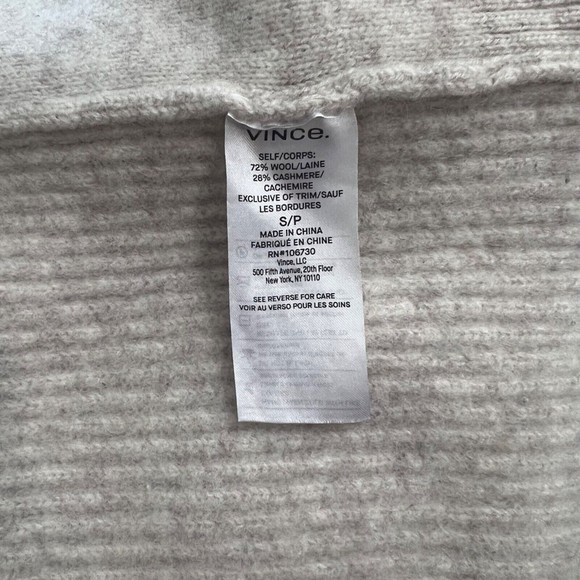 VINCE.
SELF/CORPS:
72% WOOL/LAINE
28% CASHMERE/
CACHEMIRE
EXCLUSIVE OF TRIM/SAUF
LES BORDURES
S/P
MADE IN CHINA
FABRIQUÉ EN CHINE
RN#106730
Vince, LLC
500 Fifth Avenue, 20th Floor
New York, NY 10110
SEE REVERSE FOR CARE
VOIR AU VERSO POUR LES SOINS